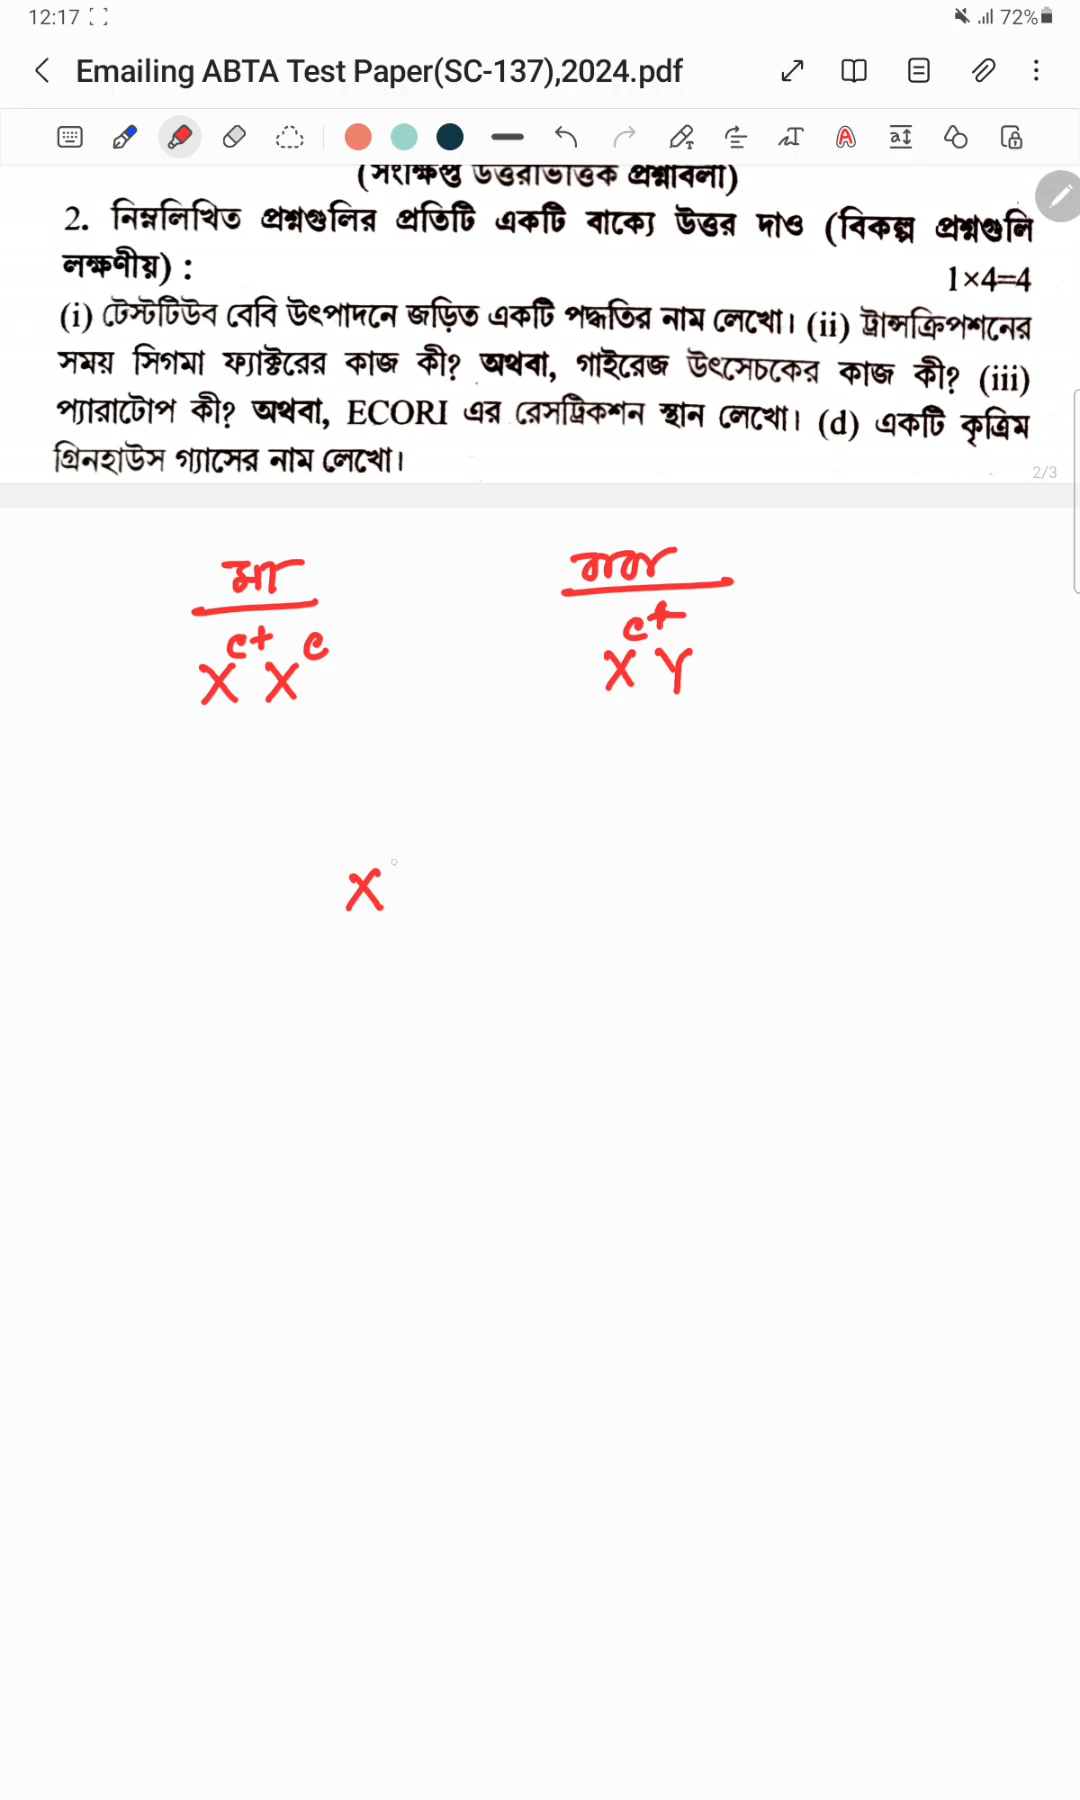 12:17
72%
Emailing ABTA Test Paper(SC-137),2024.pdf
(সংক্ষিপ্ত উত্তরভিত্তিক প্রশ্নাবলী)
2. নিম্নলিখিত প্রশ্নগুলির প্রতিটি একটি বাক্যে উত্তর দাও (বিকল্প প্রশ্নগুলি
লক্ষণীয়) : 1×4=4
(i) টেস্টটিউব বেবি উৎপাদনে জড়িত একটি পদ্ধতির নাম লেখো। (ii) ট্রান্সক্রিপশনের
সময় সিগমা ফ্যাক্টরের কাজ কী? অথবা, গাইরেজ উৎসেচকের কাজ কী? (iii)
প্যারাটোপ কী? অথবা, ECORI এর রেসট্রিকশন স্থান লেখো। (d) একটি কৃত্রিম
গ্রিনহাউস গ্যাসের নাম লেখো।
2/3
মা বাবা
c+ c c+
X X X Y
X